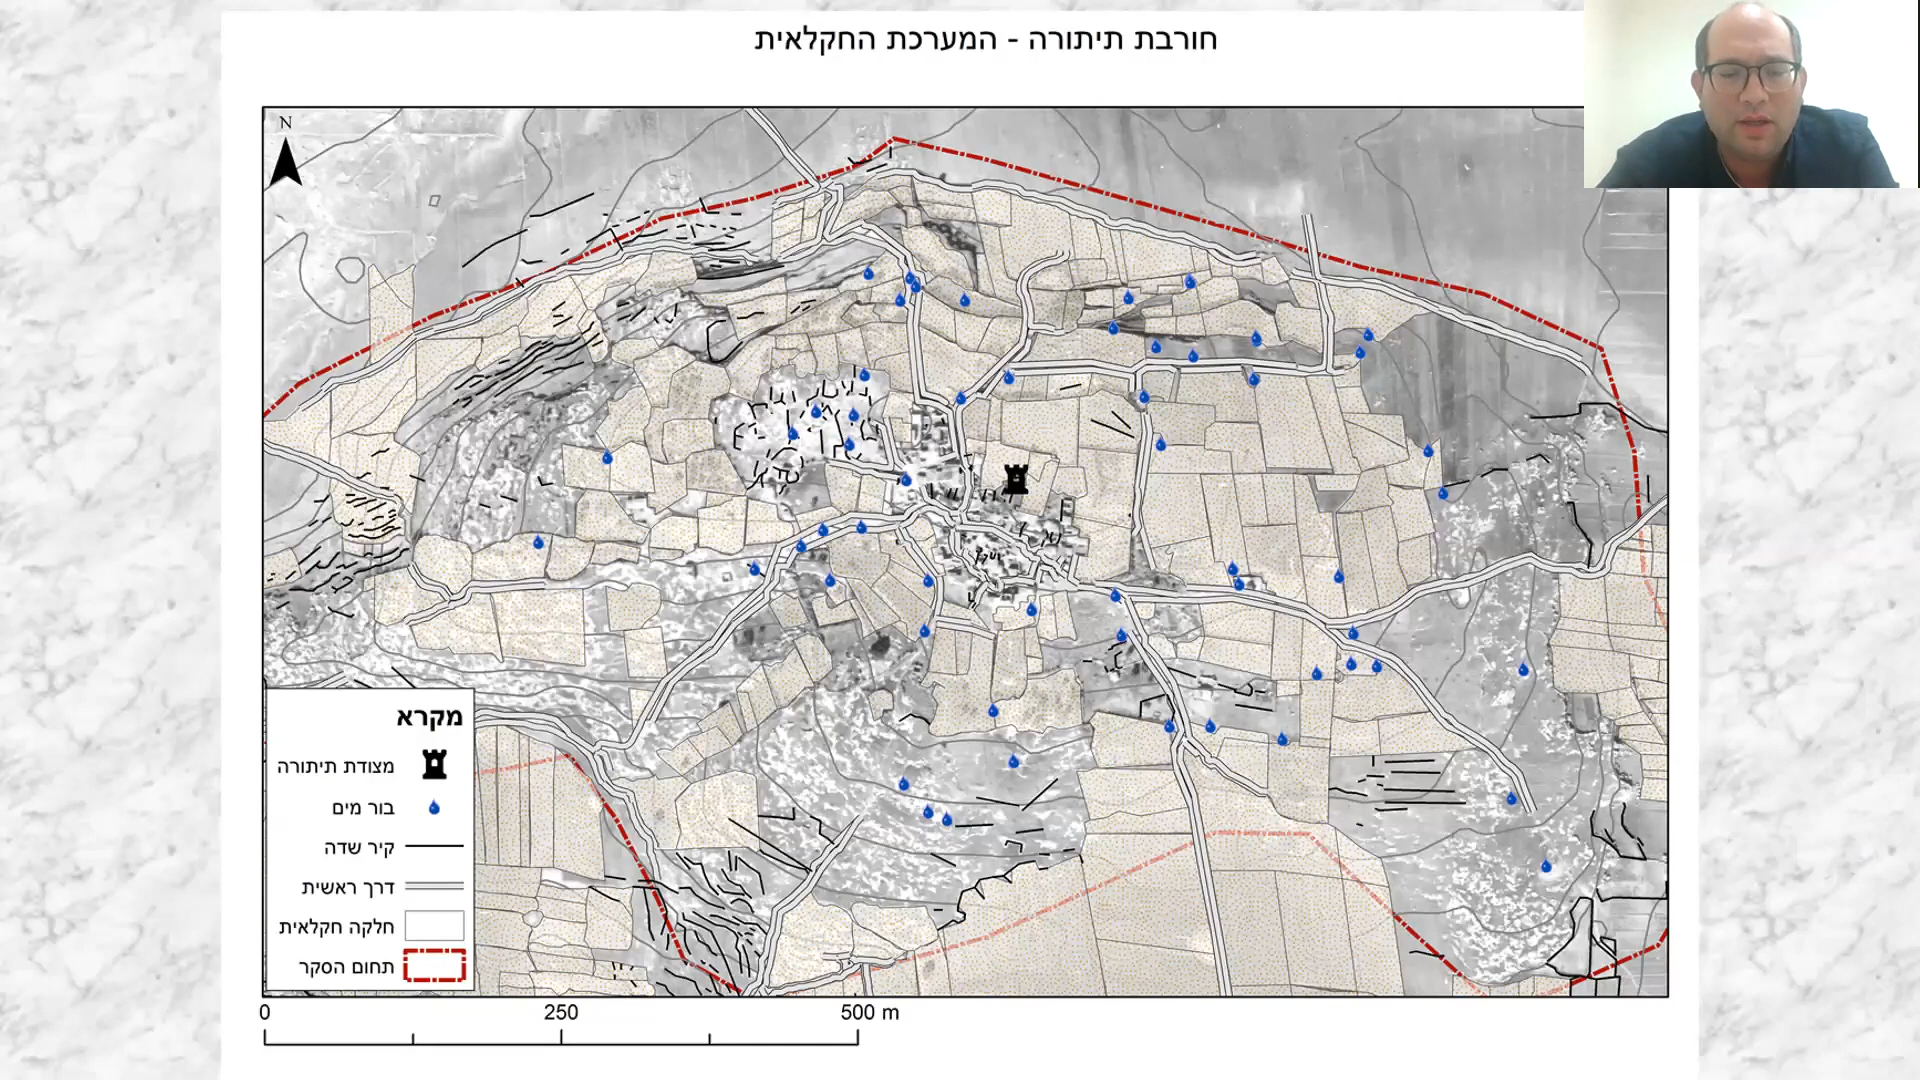 חורבת תיתורה - המערכת החקלאית
N
מקרא
מצודת תיתורה
בור מים
קיר שדה
דרך ראשית
חלקה חקלאית
תחום הסקר
0 250 500 m